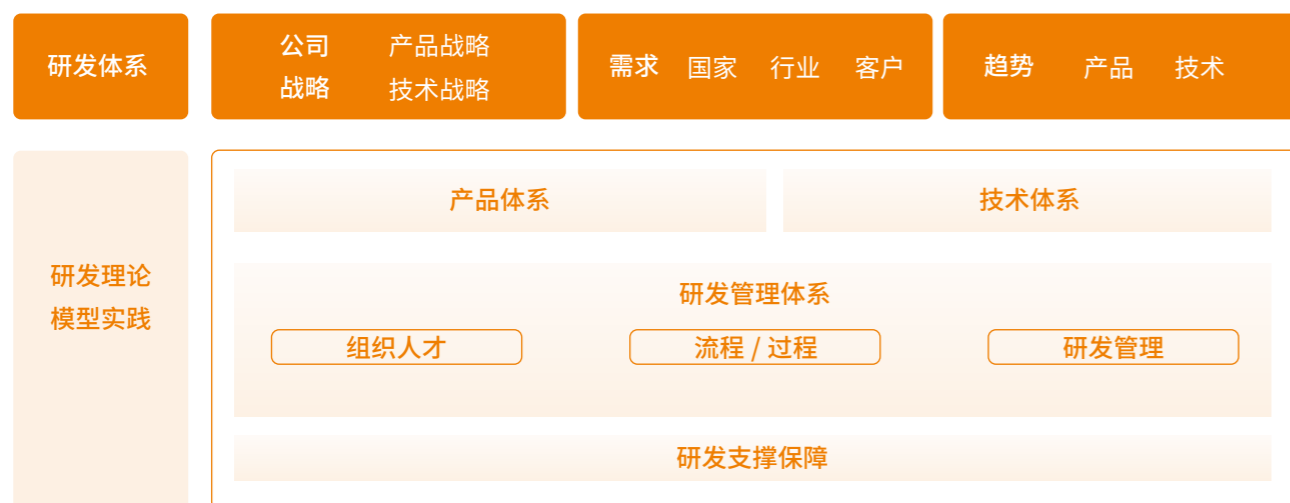 研发体系
公司 产品战略
战略 技术战略
需求 国家 行业 客户
趋势 产品 技术
研发理论
模型实践
产品体系 技术体系
研发管理体系
组织人才 流程 / 过程 研发管理
研发支撑保障